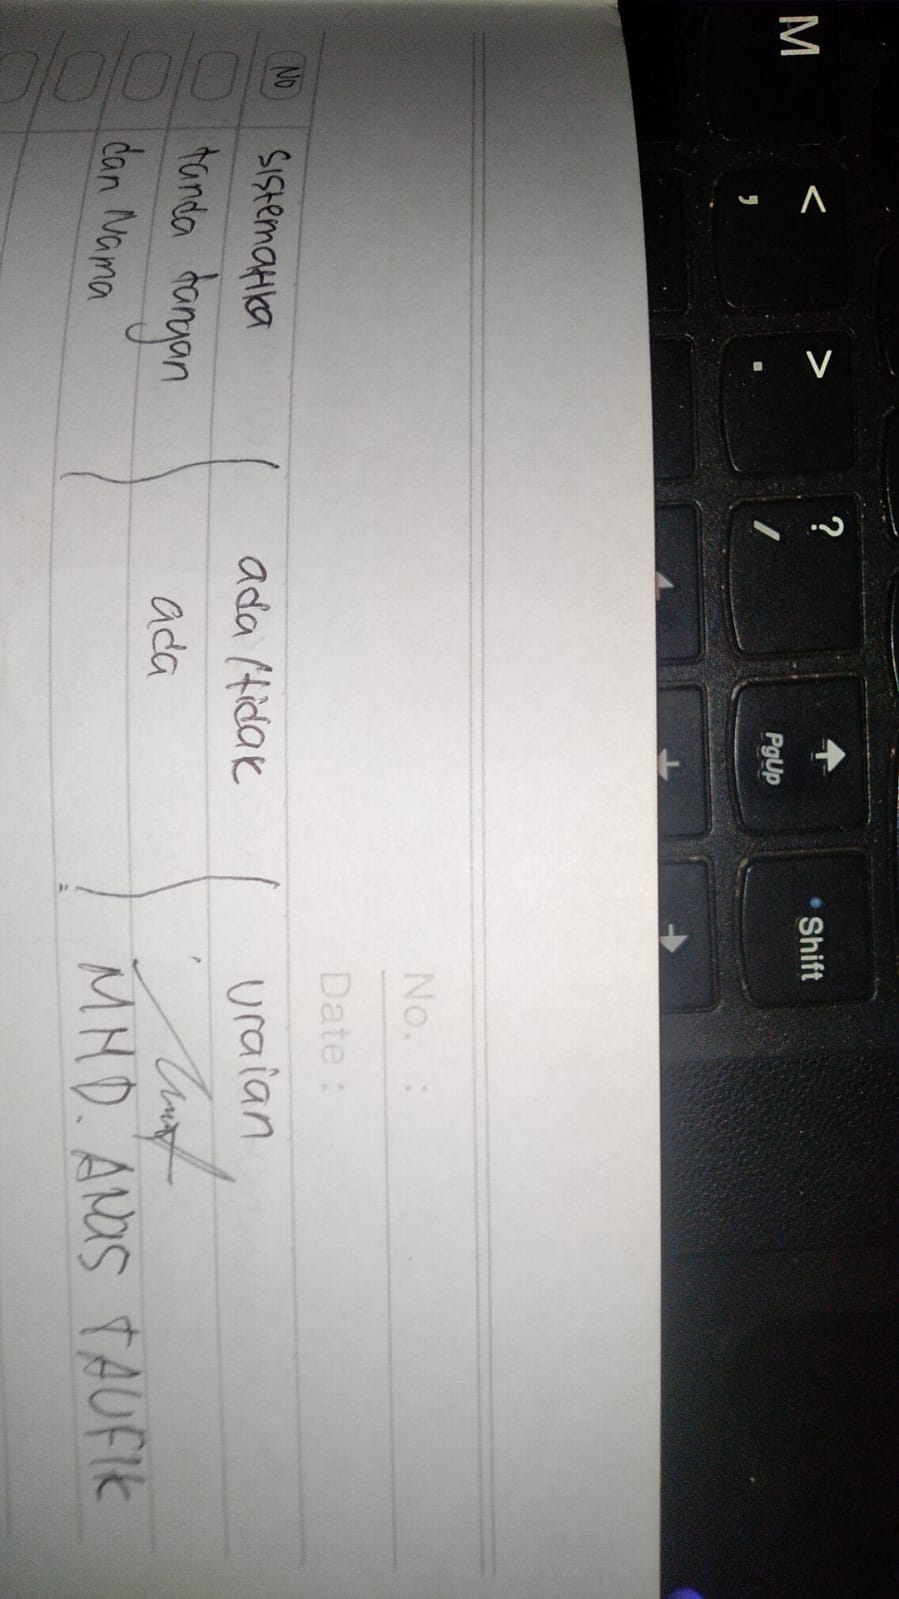 No. :
Date :
No sistematika ada/tidak uraian
tanda tangan ada
dan Nama MHD. ANAS TAUFIK
M
< ,
> .
? /
PgUp
Shift